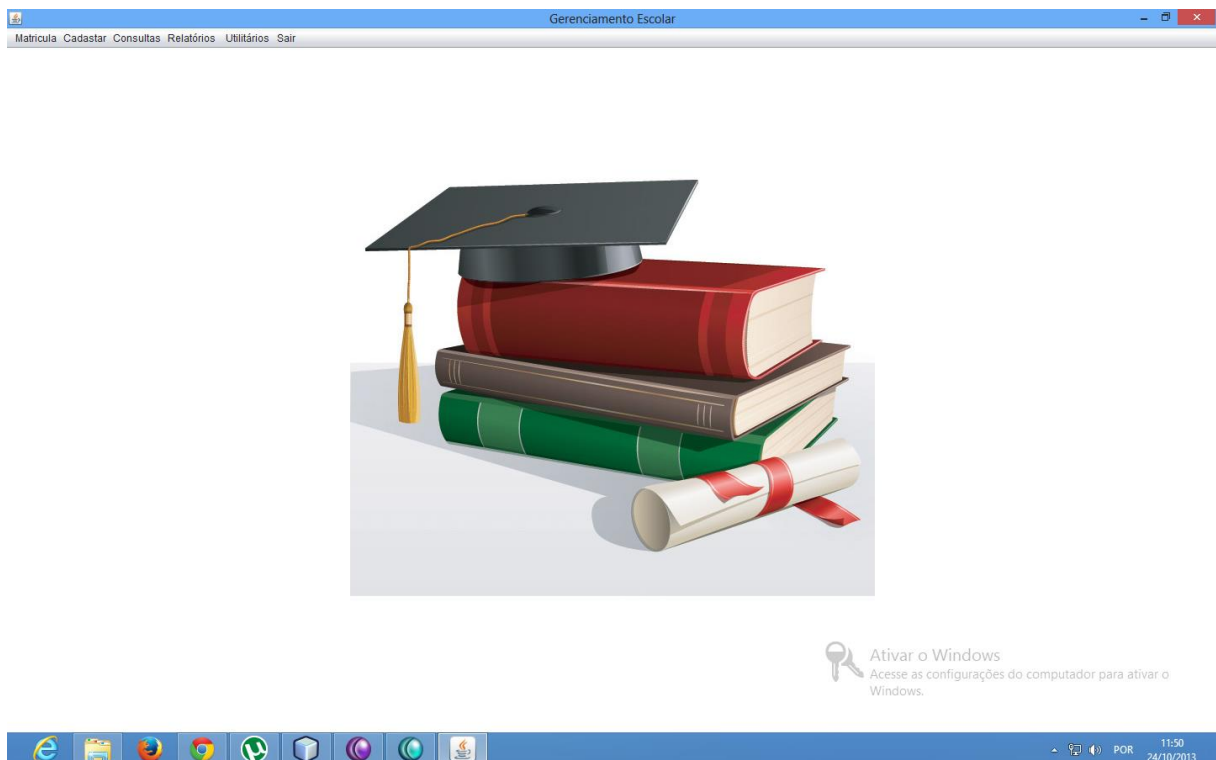 Gerenciamento Escolar
Matricula Cadastar Consultas Relatórios Utilitários Sair
Ativar o Windows
Acesse as configurações do computador para ativar o
Windows.
POR
11:50
24/10/2013